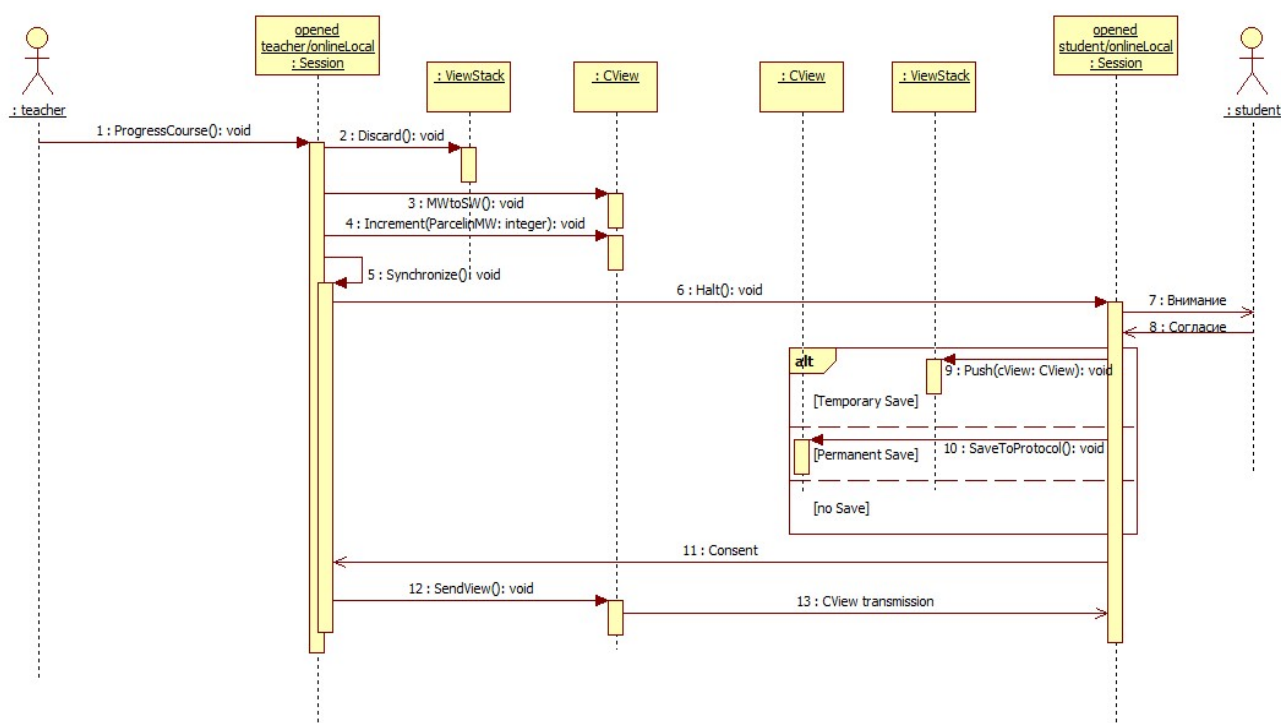 opened
teacher/onlineLocal
: Session
opened
student/onlineLocal
: Session
: ViewStack
: CView
: CView
: ViewStack
: teacher
: student
1 : ProgressCourse(): void
2 : Discard(): void
3 : MWtoSW(): void
4 : Increment(ParcelinMW: integer): void
5 : Synchronize(): void
6 : Halt(): void
7 : Внимание
8 : Согласие
alt
9 : Push(cView: CView): void
[Temporary Save]
10 : SaveToProtocol(): void
[Permanent Save]
[no Save]
11 : Consent
12 : SendView(): void
13 : CView transmission